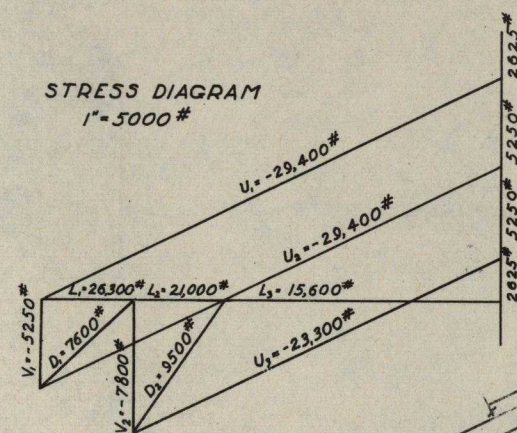 STRESS DIAGRAM
1"=5000#
2625#
5250#
5250#
2625#
U₁=-29,400#
U₂=-29,400#
L₁=26,300#
L₂=21,000#
L₃=15,600#
V₁=-5250#
D₁=7600#
V₂=-7800#
D₂=9500#
U₃=-23,300#